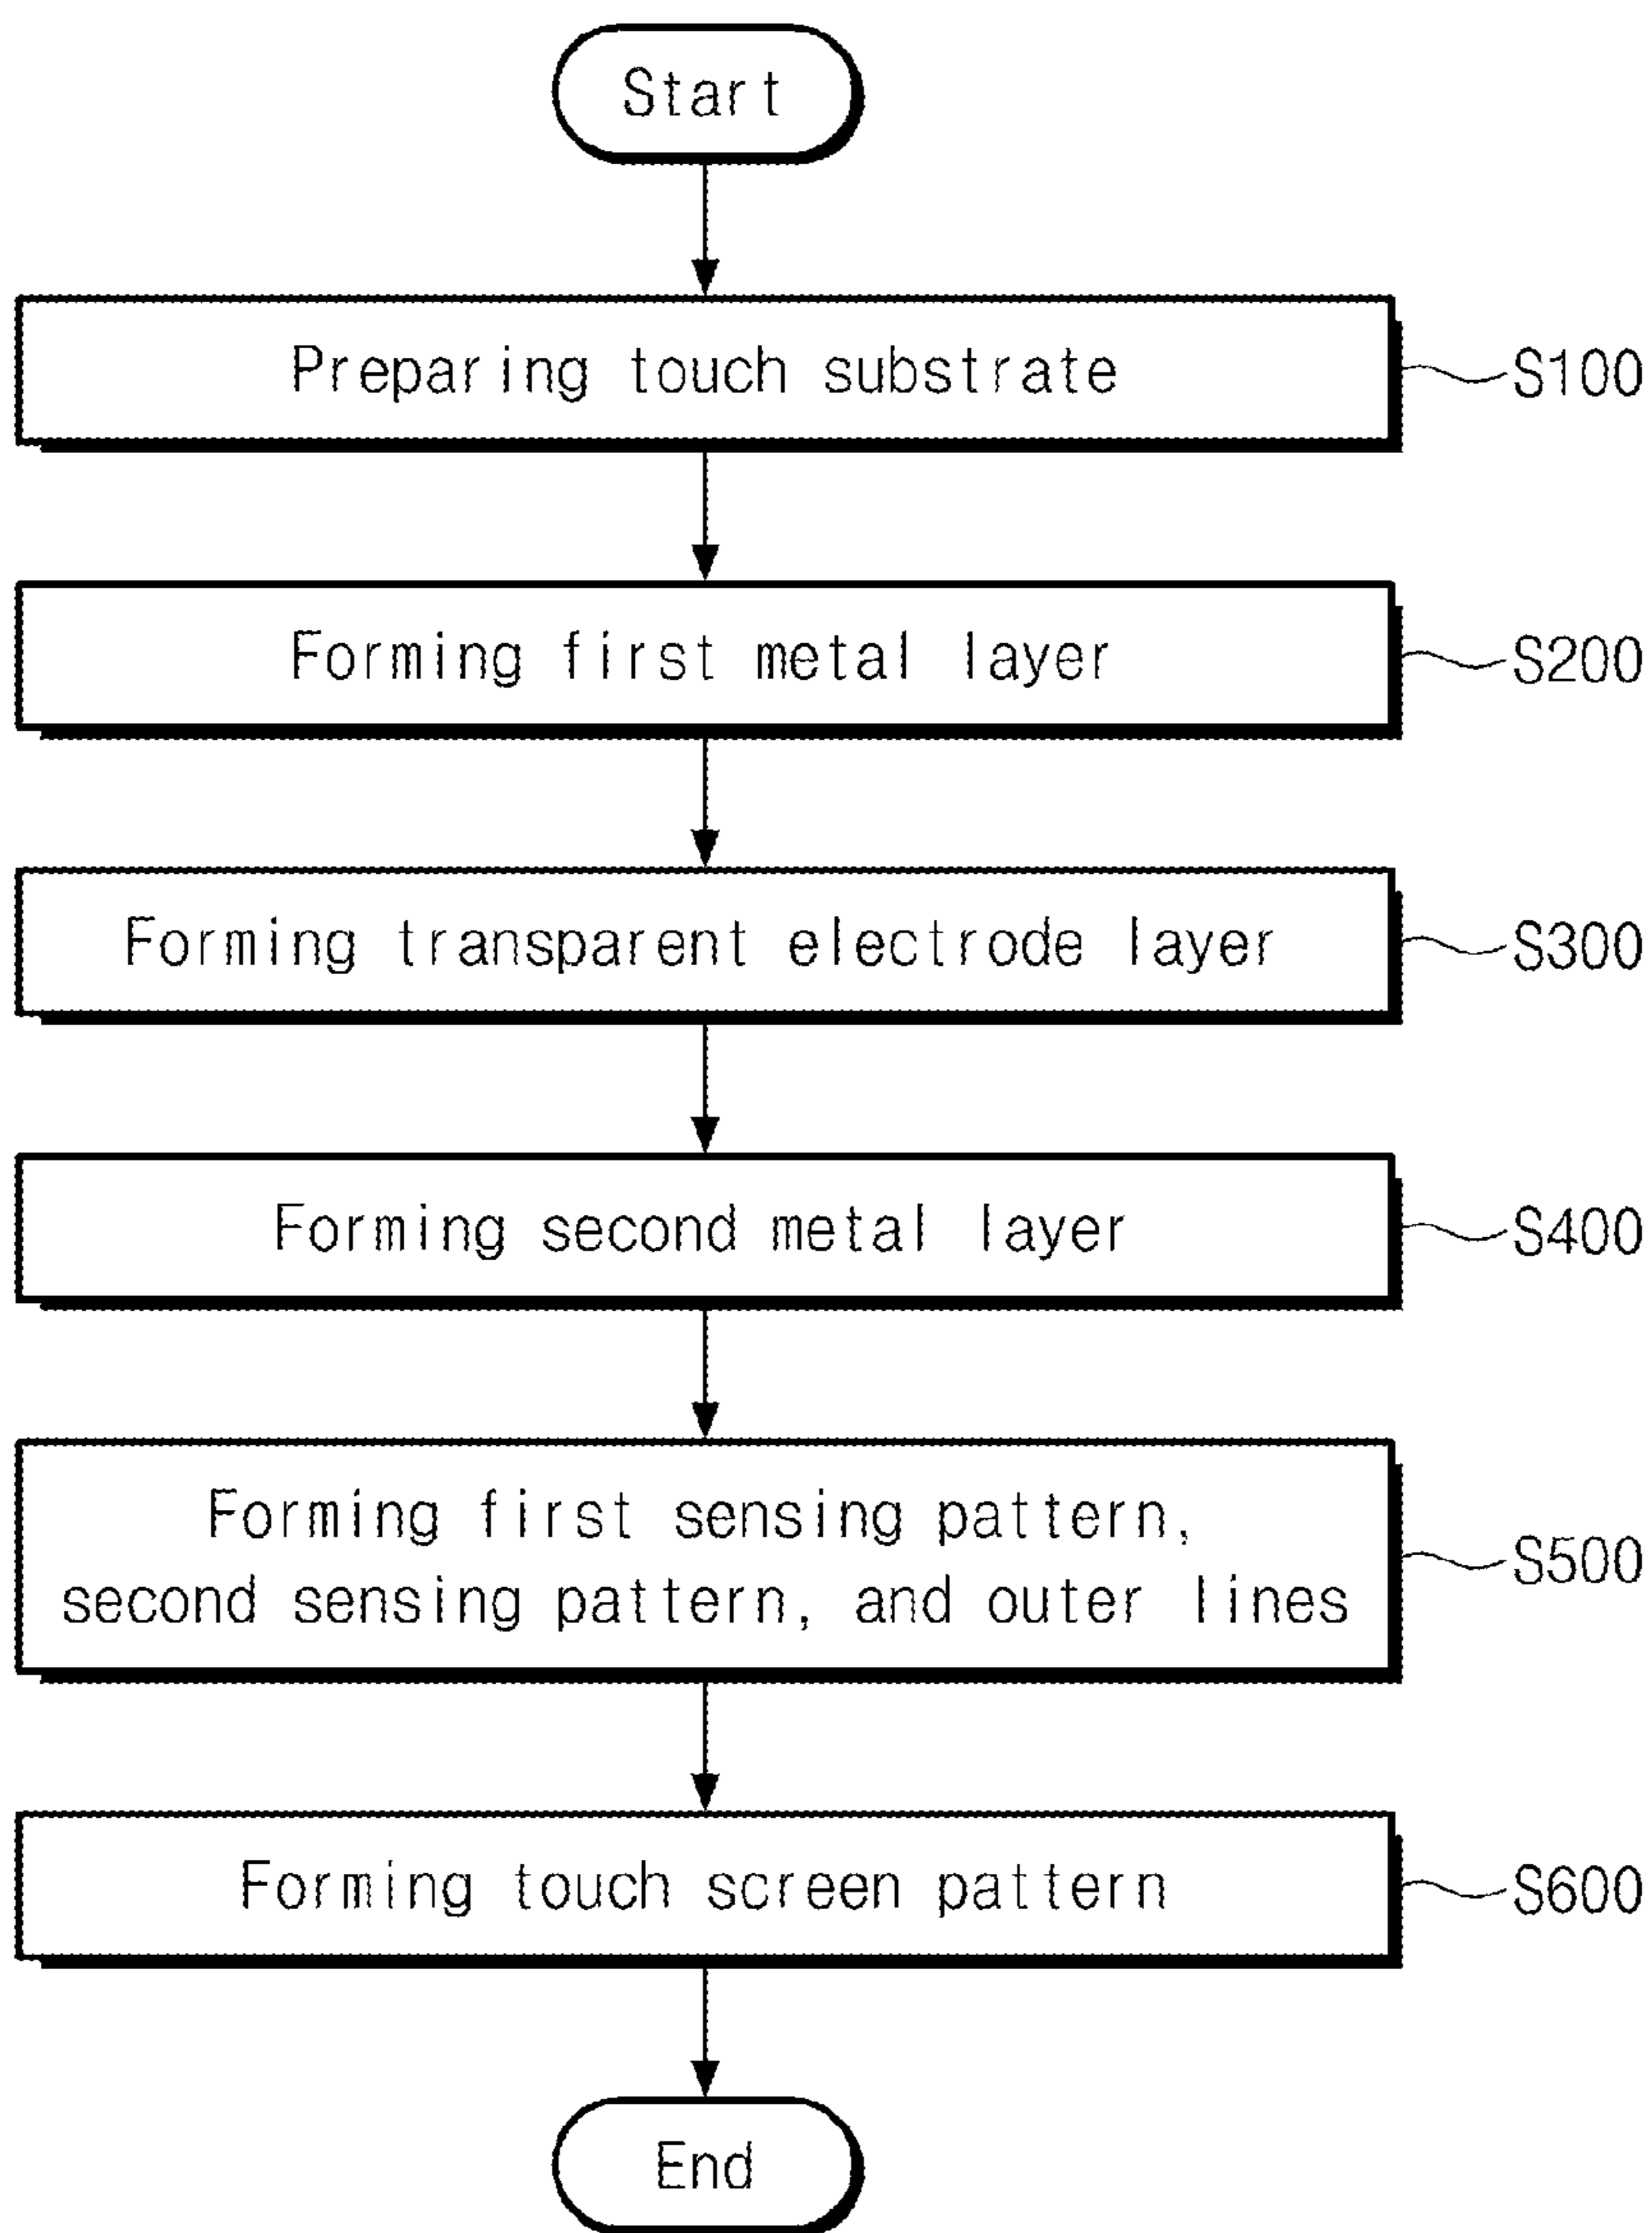 Start
Preparing touch substrate
S100
Forming first metal layer
S200
Forming transparent electrode layer
S300
Forming second metal layer
S400
Forming first sensing pattern,
second sensing pattern, and outer lines
S500
Forming touch screen pattern
S600
End